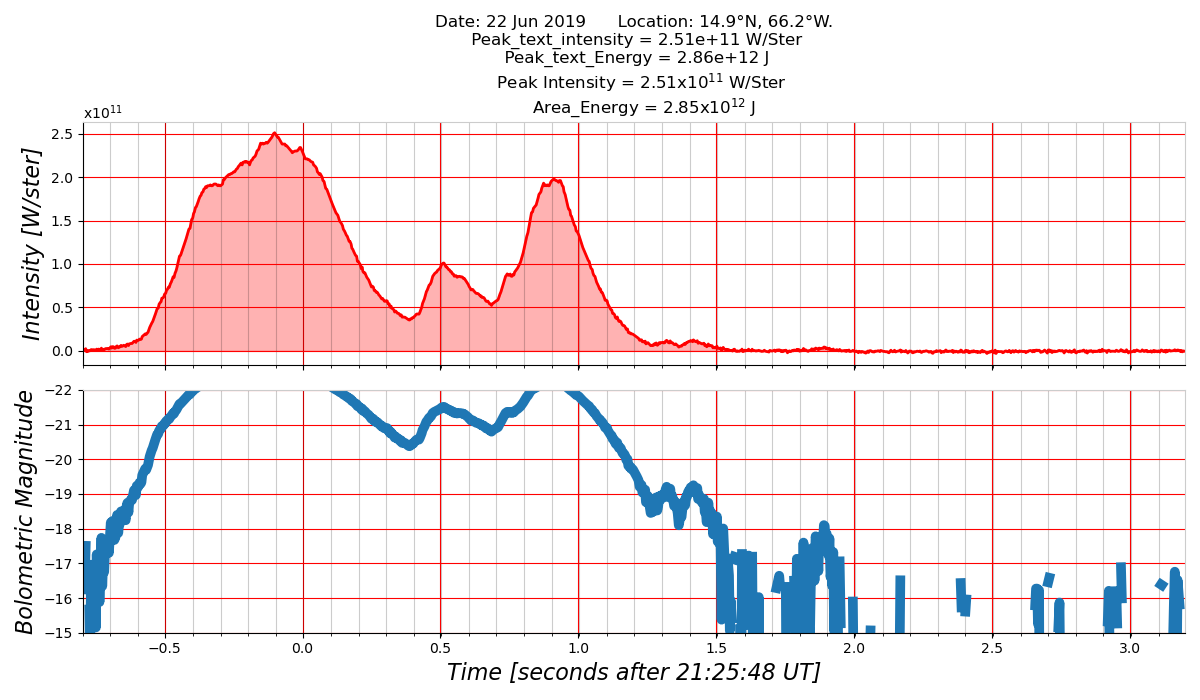 Date: 22 Jun 2019      Location: 14.9°N, 66.2°W.
Peak_text_intensity = 2.51e+11 W/Ster
Peak_text_Energy = 2.86e+12 J
Peak Intensity = 2.51x10¹¹ W/Ster
Area_Energy = 2.85x10¹² J
x10¹¹
2.5
2.0
1.5
1.0
0.5
0.0
Intensity [W/ster]
−22
−21
−20
−19
−18
−17
−16
−15
Bolometric Magnitude
−0.5 0.0 0.5 1.0 1.5 2.0 2.5 3.0
Time [seconds after 21:25:48 UT]